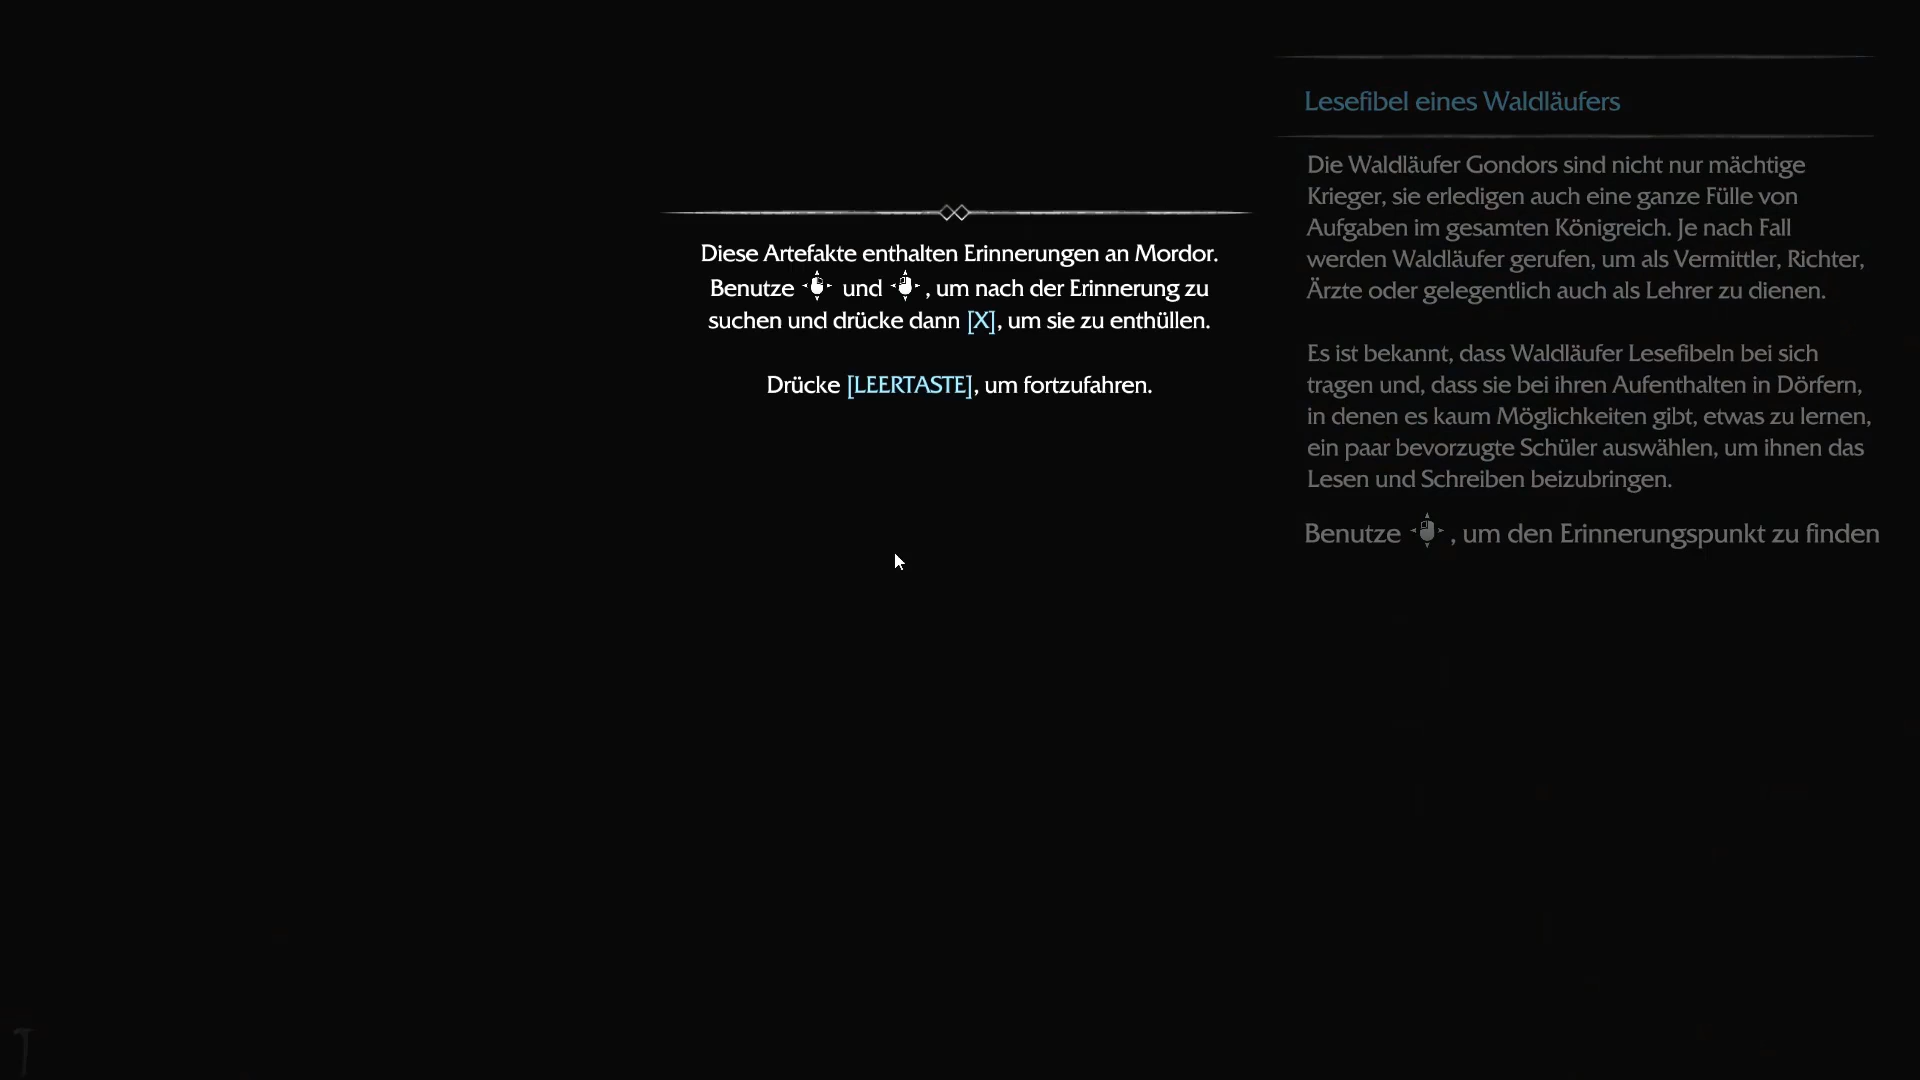 Diese Artefakte enthalten Erinnerungen an Mordor.
Benutze und , um nach der Erinnerung zu
suchen und drücke dann [X], um sie zu enthüllen.
Drücke [LEERTASTE], um fortzufahren.
Lesefibel eines Waldläufers
Die Waldläufer Gondors sind nicht nur mächtige
Krieger, sie erledigen auch eine ganze Fülle von
Aufgaben im gesamten Königreich. Je nach Fall
werden Waldläufer gerufen, um als Vermittler, Richter,
Ärzte oder gelegentlich auch als Lehrer zu dienen.
Es ist bekannt, dass Waldläufer Lesefibeln bei sich
tragen und, dass sie bei ihren Aufenthalten in Dörfern,
in denen es kaum Möglichkeiten gibt, etwas zu lernen,
ein paar bevorzugte Schüler auswählen, um ihnen das
Lesen und Schreiben beizubringen.
Benutze , um den Erinnerungspunkt zu finden